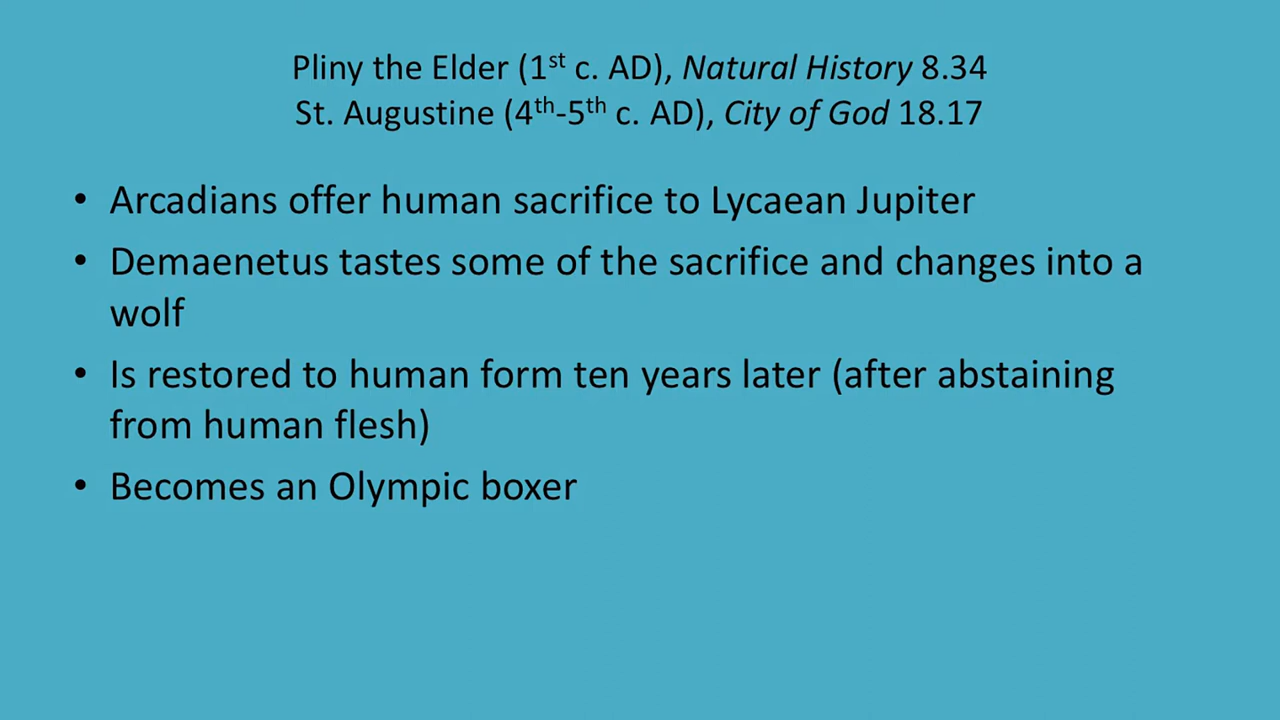 Pliny the Elder (1st c. AD), Natural History 8.34
St. Augustine (4th-5th c. AD), City of God 18.17
• Arcadians offer human sacrifice to Lycaean Jupiter
• Demaenetus tastes some of the sacrifice and changes into a
wolf
• Is restored to human form ten years later (after abstaining
from human flesh)
• Becomes an Olympic boxer